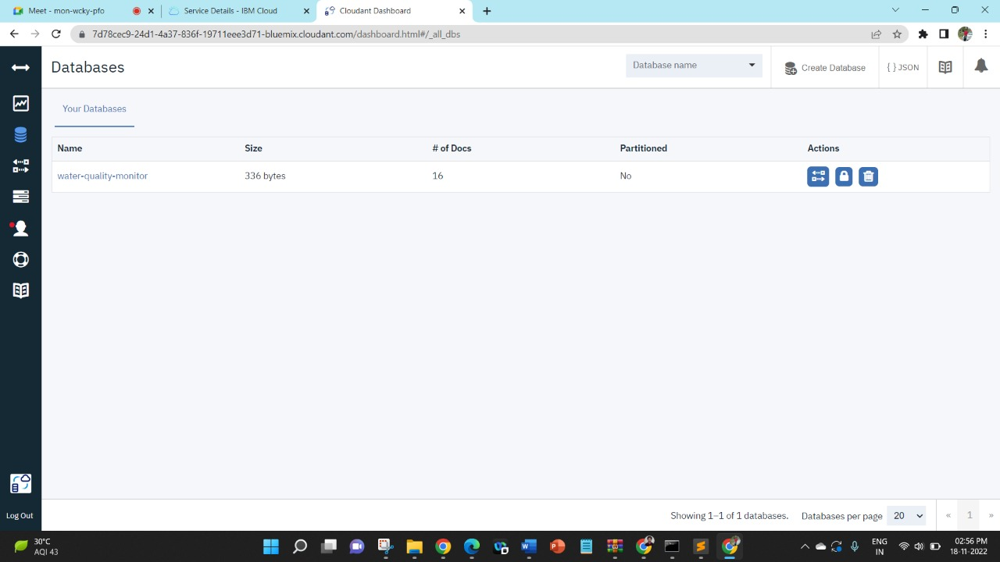 Meet - mon-wcky-pfo
Service Details - IBM Cloud
Cloudant Dashboard
7d78cec9-24d1-4a37-836f-19711eee3d71-bluemix.cloudant.com/dashboard.html#/_all_dbs
Databases
Database name
Create Database
{ } JSON
Your Databases
Name Size # of Docs Partitioned Actions
water-quality-monitor 336 bytes 16 No
Log Out
Showing 1–1 of 1 databases. Databases per page 20 « 1 »
30°C
AQI 43
ENG
IN
02:56 PM
18-11-2022